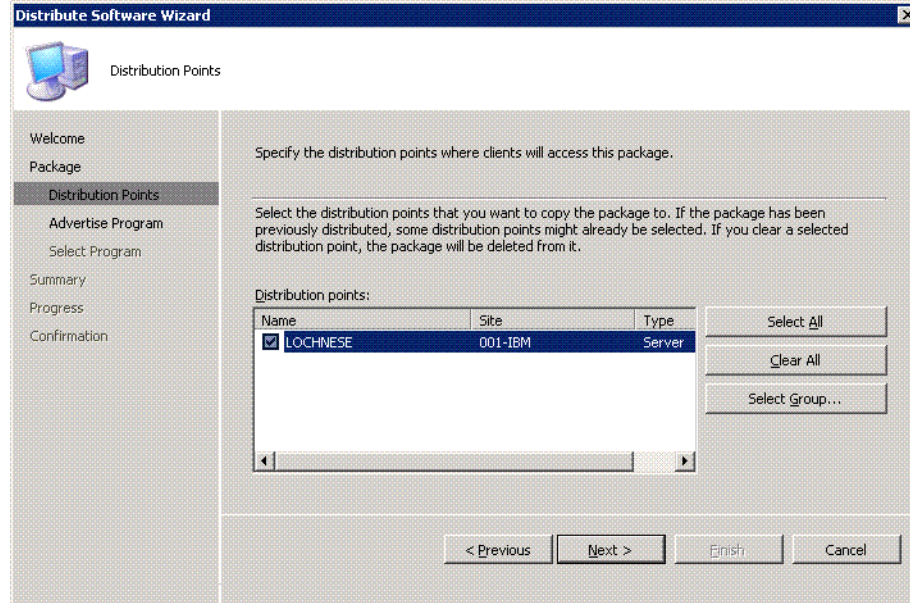 Distribute Software Wizard
Distribution Points
Welcome
Package
Distribution Points
Advertise Program
Select Program
Summary
Progress
Confirmation
Specify the distribution points where clients will access this package.
Select the distribution points that you want to copy the package to. If the package has been
previously distributed, some distribution points might already be selected. If you clear a selected
distribution point, the package will be deleted from it.
Distribution points:
Name Site Type
LOCHNESE 001-IBM Server
Select All
Clear All
Select Group...
< Previous Next > Finish Cancel